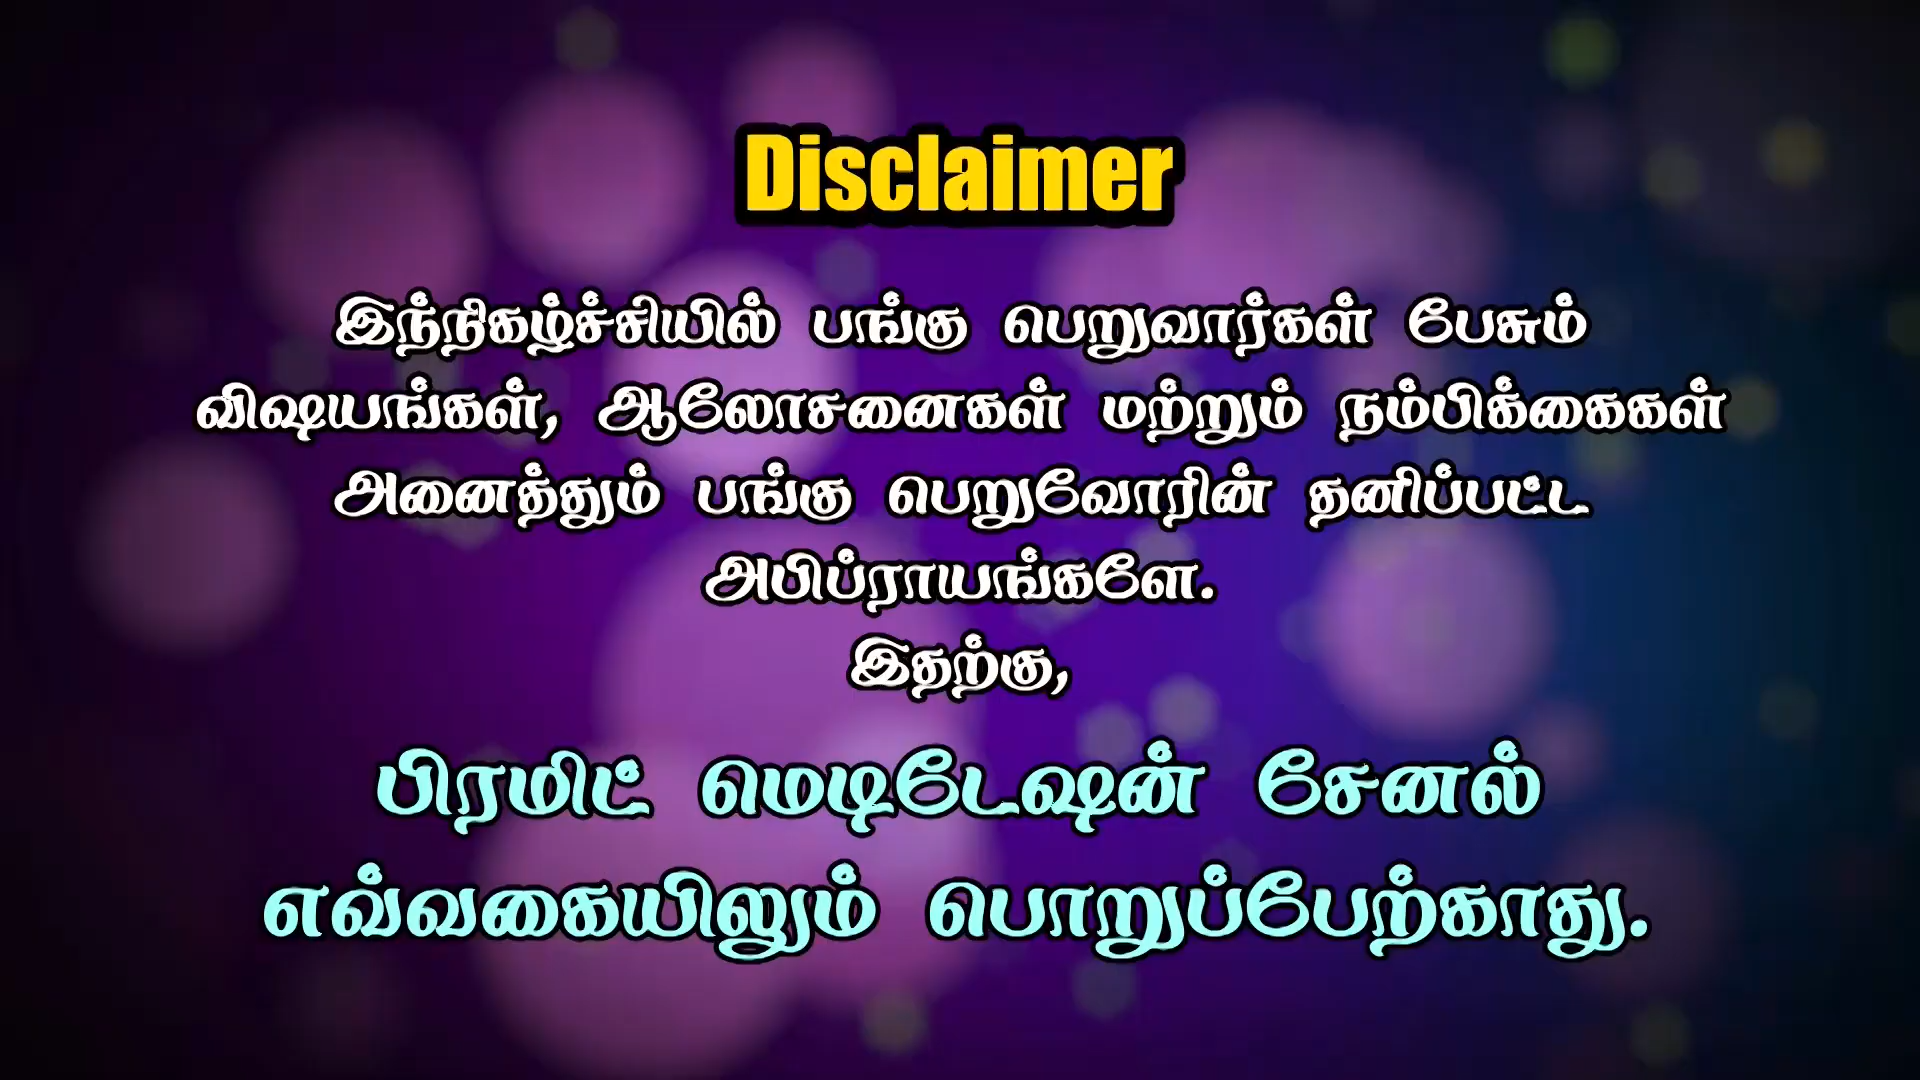 Disclaimer
இந்நிகழ்ச்சியில் பங்கு பெறுவார்கள் பேசும்
விஷயங்கள், ஆலோசனைகள் மற்றும் நம்பிக்கைகள்
அனைத்தும் பங்கு பெறுவோரின் தனிப்பட்ட
அபிப்ராயங்களே.
இதற்கு,
பிரமிட் மெடிடேஷன் சேனல்
எவ்வகையிலும் பொறுப்பேற்காது.